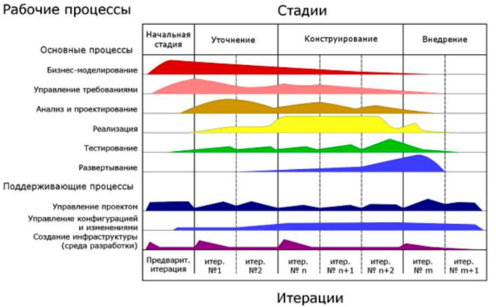 Рабочие процессы
Стадии
Начальная
стадия
Уточнение
Конструирование
Внедрение
Основные процессы
Бизнес-моделирование
Управление требованиями
Анализ и проектирование
Реализация
Тестирование
Развертывание
Поддерживающие процессы
Управление проектом
Управление конфигурацией
и изменениями
Создание инфраструктуры
(среда разработки)
Предварит.
итерация
итер.
№1
итер.
№2
итер.
№ n
итер.
№ n+1
итер.
№ n+2
итер.
№ m
итер.
№ m+1
Итерации